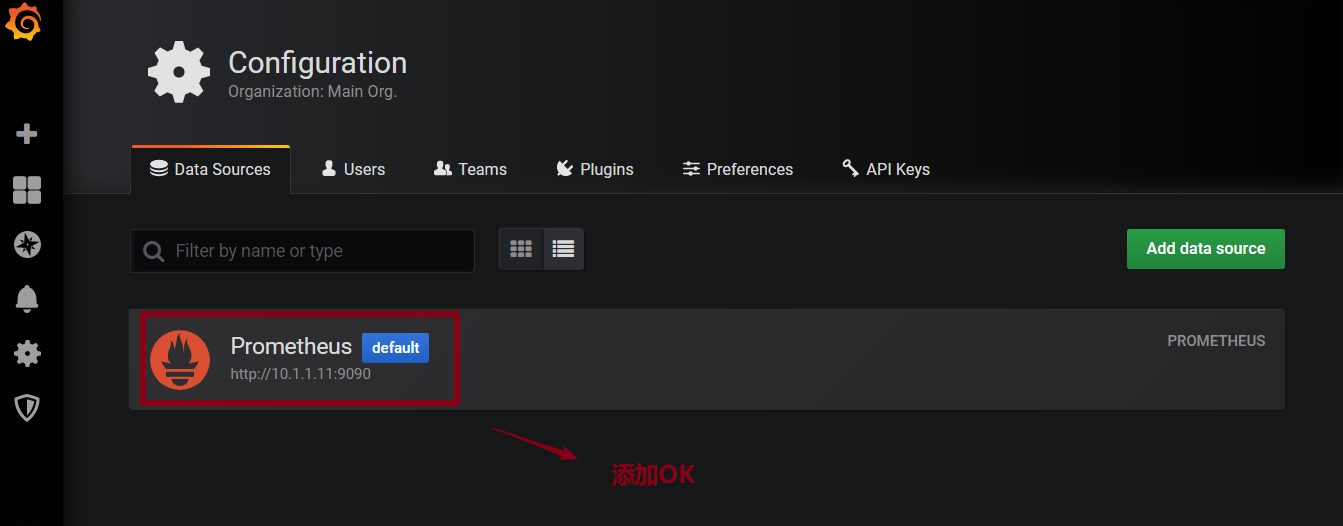 Configuration
Organization: Main Org.
Data Sources
Users
Teams
Plugins
Preferences
API Keys
Filter by name or type
Add data source
Prometheus default
PROMETHEUS
http://10.1.1.11:9090
添加OK